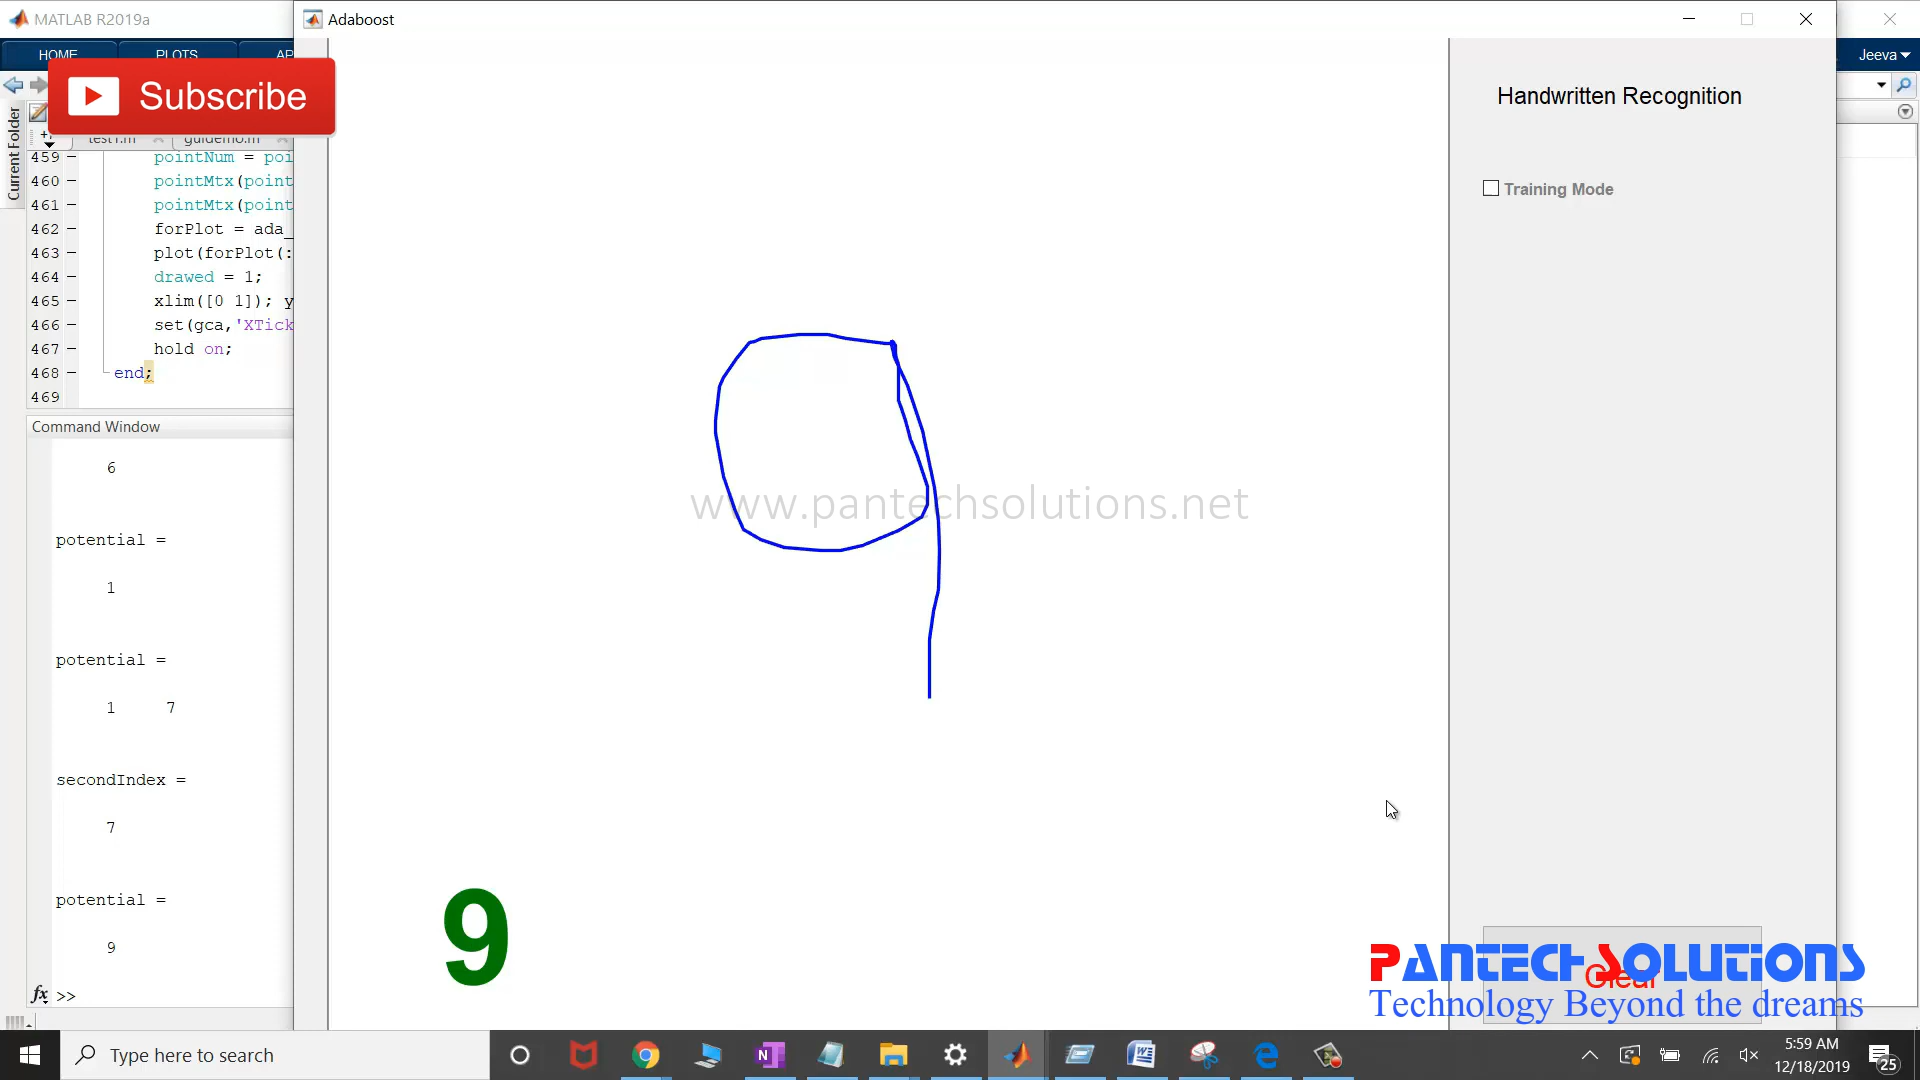 MATLAB R2019a
Adaboost
HOME
PLOTS
AP
Jeeva
Subscribe
Current Folder
test1.m
guidemo.m
459 pointNum = poi
460 pointMtx(point
461 pointMtx(point
462 forPlot = ada_
463 plot(forPlot(:
464 drawed = 1;
465 xlim([0 1]); y
466 set(gca,'XTick
467 hold on;
468 end;
469
Command Window
6
potential =
1
potential =
1 7
secondIndex =
7
potential =
9
fx >>
9
www.pantechsolutions.net
Handwritten Recognition
Training Mode
Clear
PANTECH SOLUTIONS
Technology Beyond the dreams
Type here to search
5:59 AM
12/18/2019
25